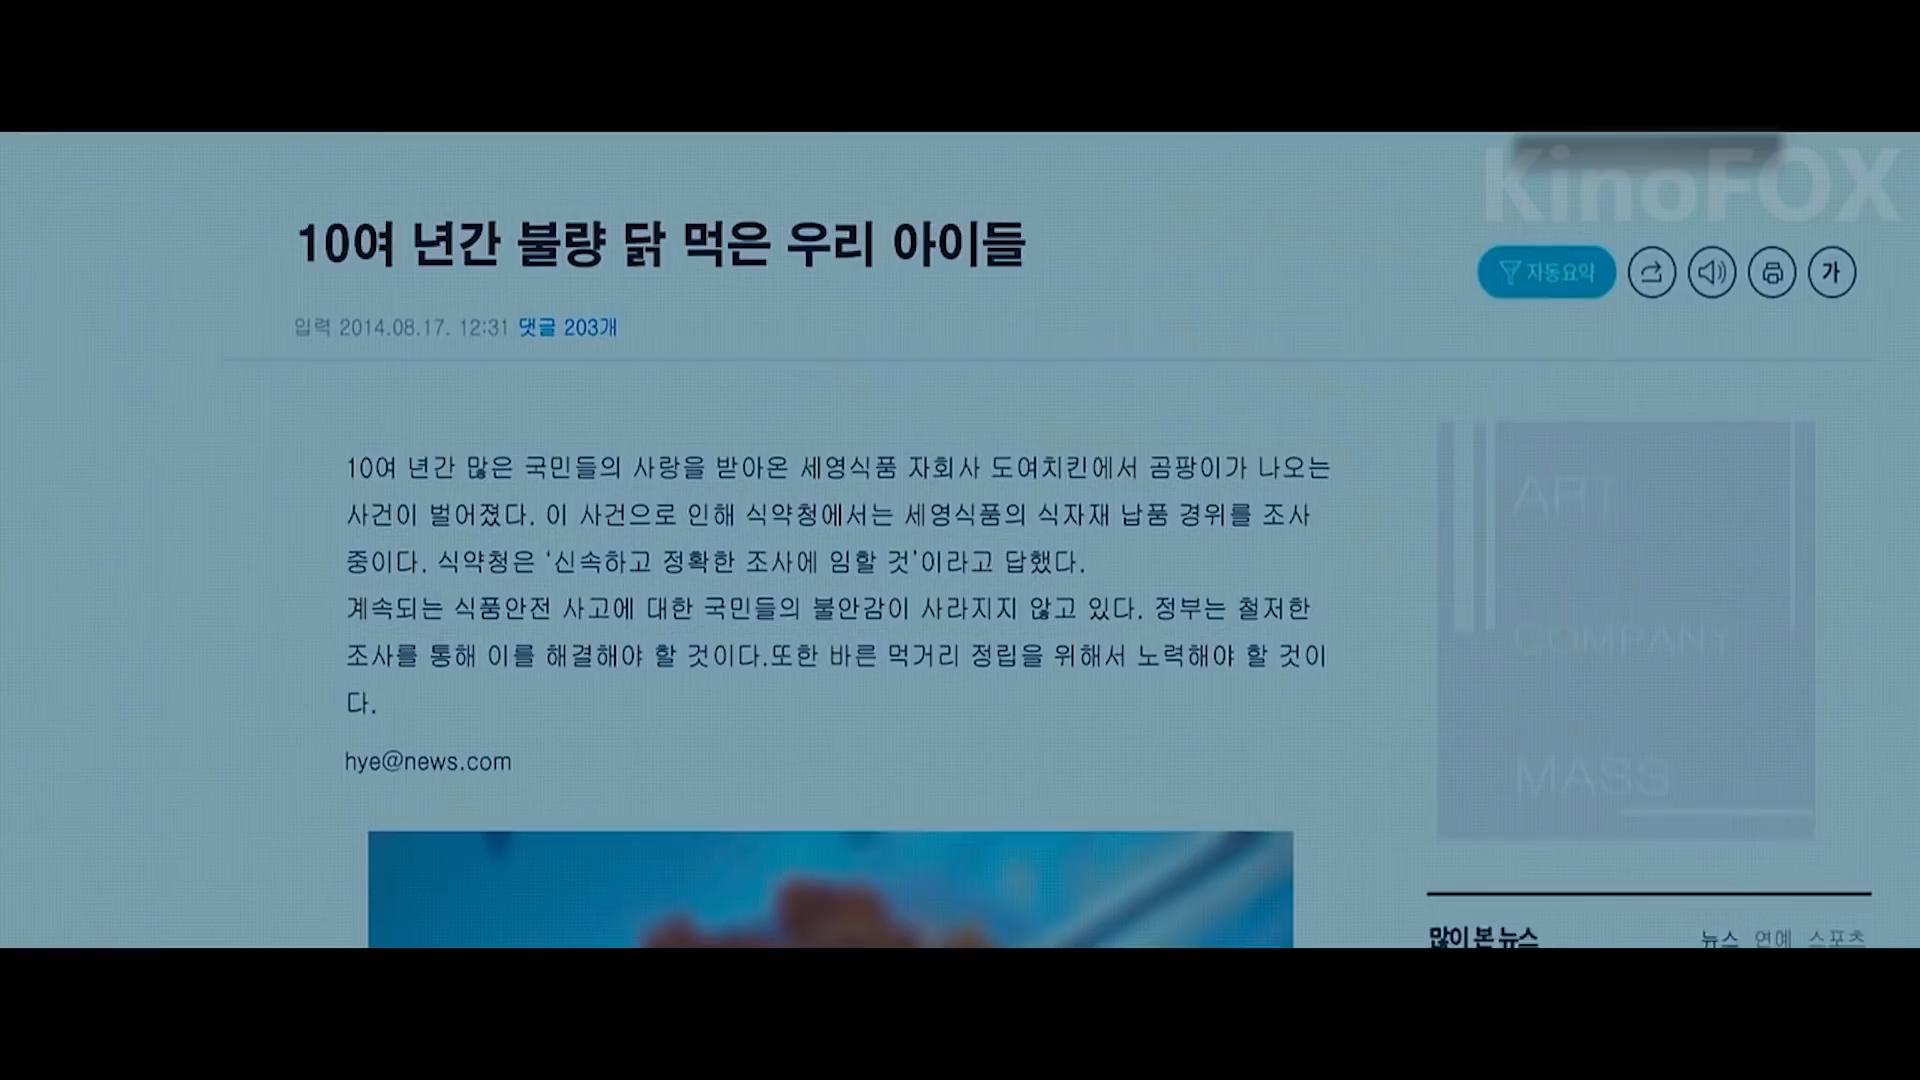 KinoFOX
10여 년간 불량 닭 먹은 우리 아이들
자동요약
가
입력 2014.08.17. 12:31 댓글 203개
10여 년간 많은 국민들의 사랑을 받아온 세영식품 자회사 도여치킨에서 곰팡이가 나오는
사건이 벌어졌다. 이 사건으로 인해 식약청에서는 세영식품의 식자재 납품 경위를 조사
중이다. 식약청은 ‘신속하고 정확한 조사에 임할 것’이라고 답했다.
계속되는 식품안전 사고에 대한 국민들의 불안감이 사라지지 않고 있다. 정부는 철저한
조사를 통해 이를 해결해야 할 것이다.또한 바른 먹거리 정립을 위해서 노력해야 할 것이
다.
hye@news.com
ART
COMPANY
MASS
많이 본 뉴스
뉴스 연예 스포츠